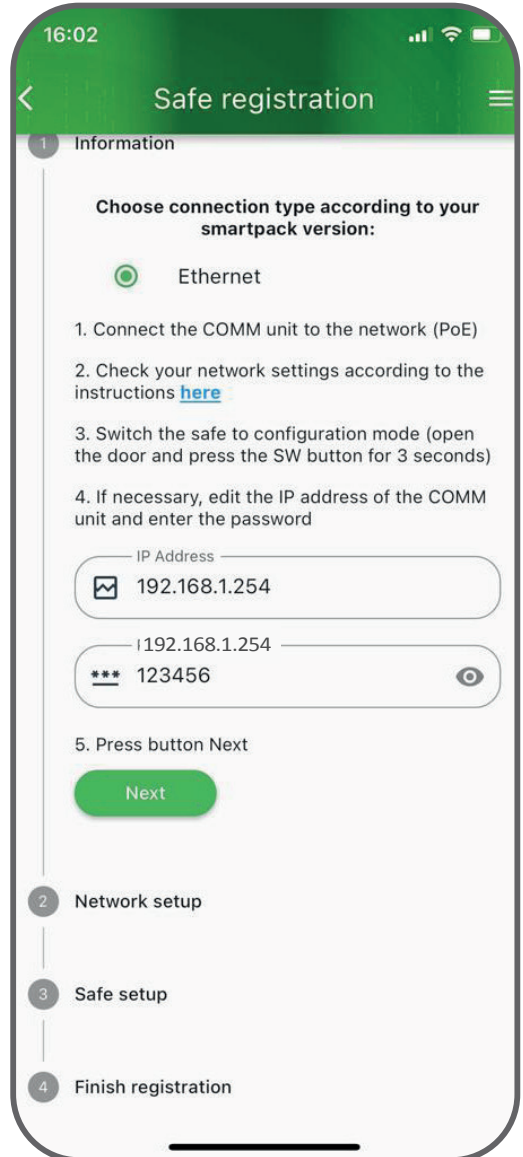 16:02
Safe registration
1 Information
Choose connection type according to your
smartpack version:
Ethernet
1. Connect the COMM unit to the network (PoE)
2. Check your network settings according to the
instructions here
3. Switch the safe to configuration mode (open
the door and press the SW button for 3 seconds)
4. If necessary, edit the IP address of the COMM
unit and enter the password
IP Address
192.168.1.254
192.168.1.254
*** 123456
5. Press button Next
Next
2 Network setup
3 Safe setup
4 Finish registration